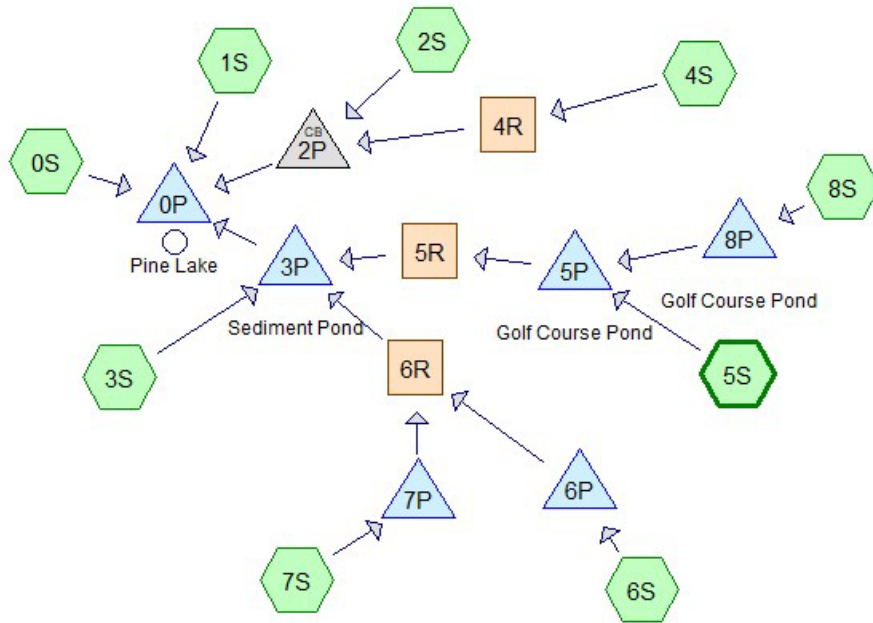 2S
1S
4S
CB
2P
4R
0S
8S
0P
8P
5R
5P
3P
Pine Lake
Golf Course Pond
Sediment Pond
Golf Course Pond
6R
5S
3S
7P
6P
7S
6S